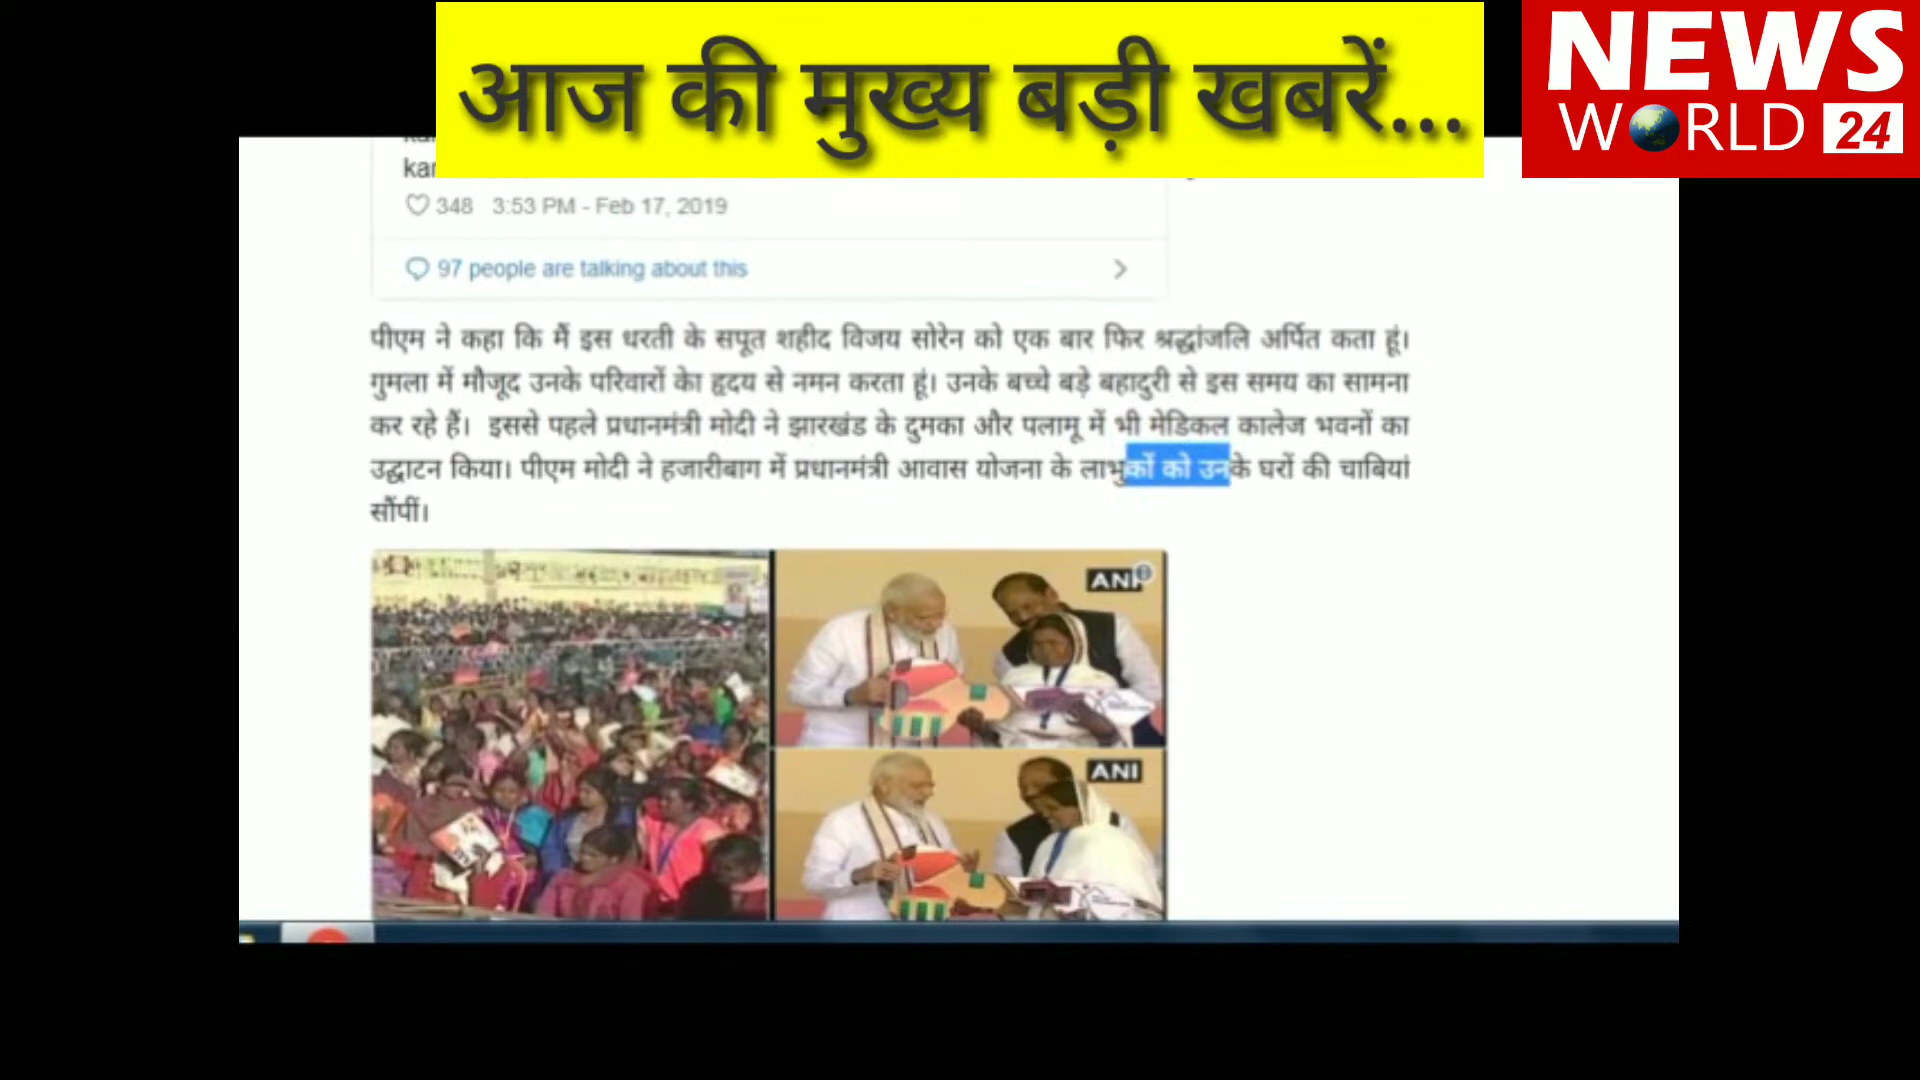 आज की मुख्य बड़ी खबरें...
NEWS
WORLD 24
348 3:53 PM - Feb 17, 2019
97 people are talking about this
पीएम ने कहा कि मैं इस धरती के सपूत शहीद विजय सोरेन को एक बार फिर श्रद्धांजलि अर्पित कता हूं।
गुमला में मौजूद उनके परिवारों केा हृदय से नमन करता हूं। उनके बच्चे बड़े बहादुरी से इस समय का सामना
कर रहे हैं। इससे पहले प्रधानमंत्री मोदी ने झारखंड के दुमका और पलामू में भी मेडिकल कालेज भवनों का
उद्घाटन किया। पीएम मोदी ने हजारीबाग में प्रधानमंत्री आवास योजना के लाभुकों को उनके घरों की चाबियां
सौंपीं।
ANI
ANI